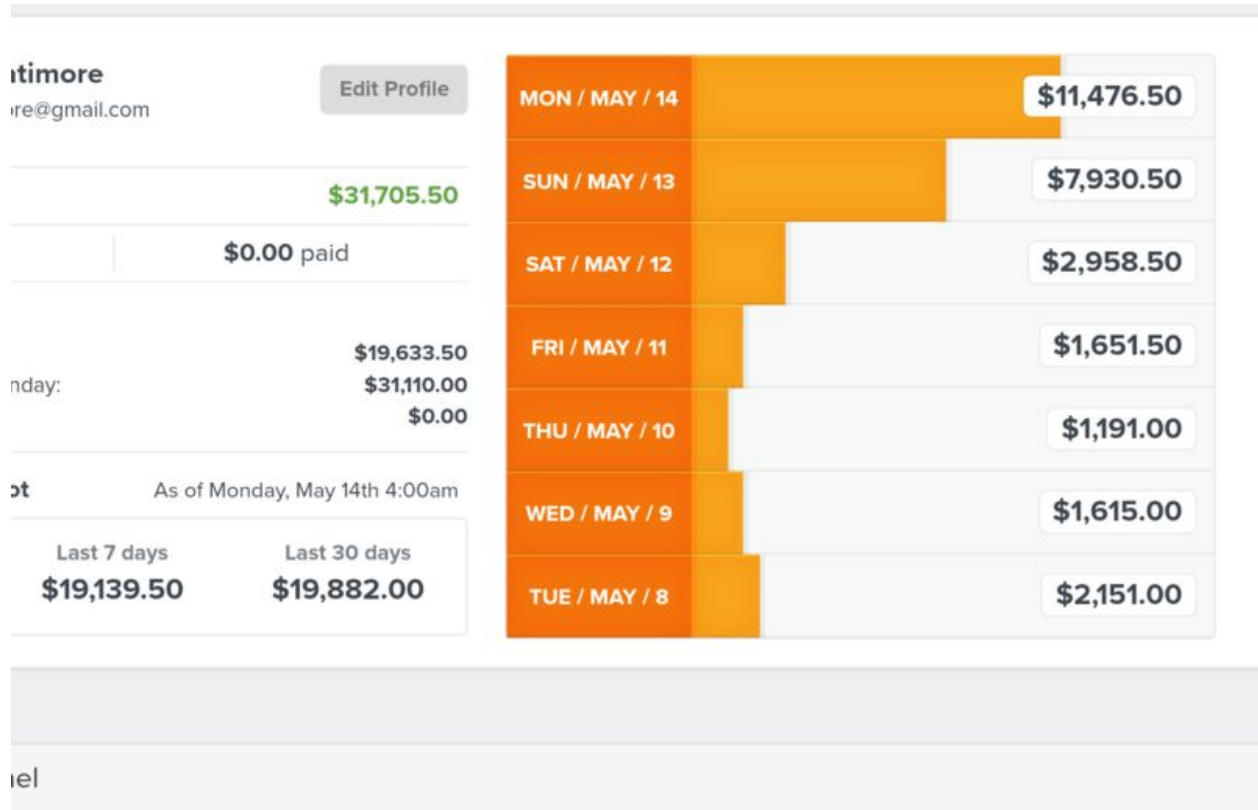 timore
re@gmail.com
Edit Profile
$31,705.50
$0.00 paid
$19,633.50
nday:
$31,110.00
$0.00
ot
As of Monday, May 14th 4:00am
Last 7 days
Last 30 days
$19,139.50
$19,882.00
MON / MAY / 14
$11,476.50
SUN / MAY / 13
$7,930.50
SAT / MAY / 12
$2,958.50
FRI / MAY / 11
$1,651.50
THU / MAY / 10
$1,191.00
WED / MAY / 9
$1,615.00
TUE / MAY / 8
$2,151.00
nel